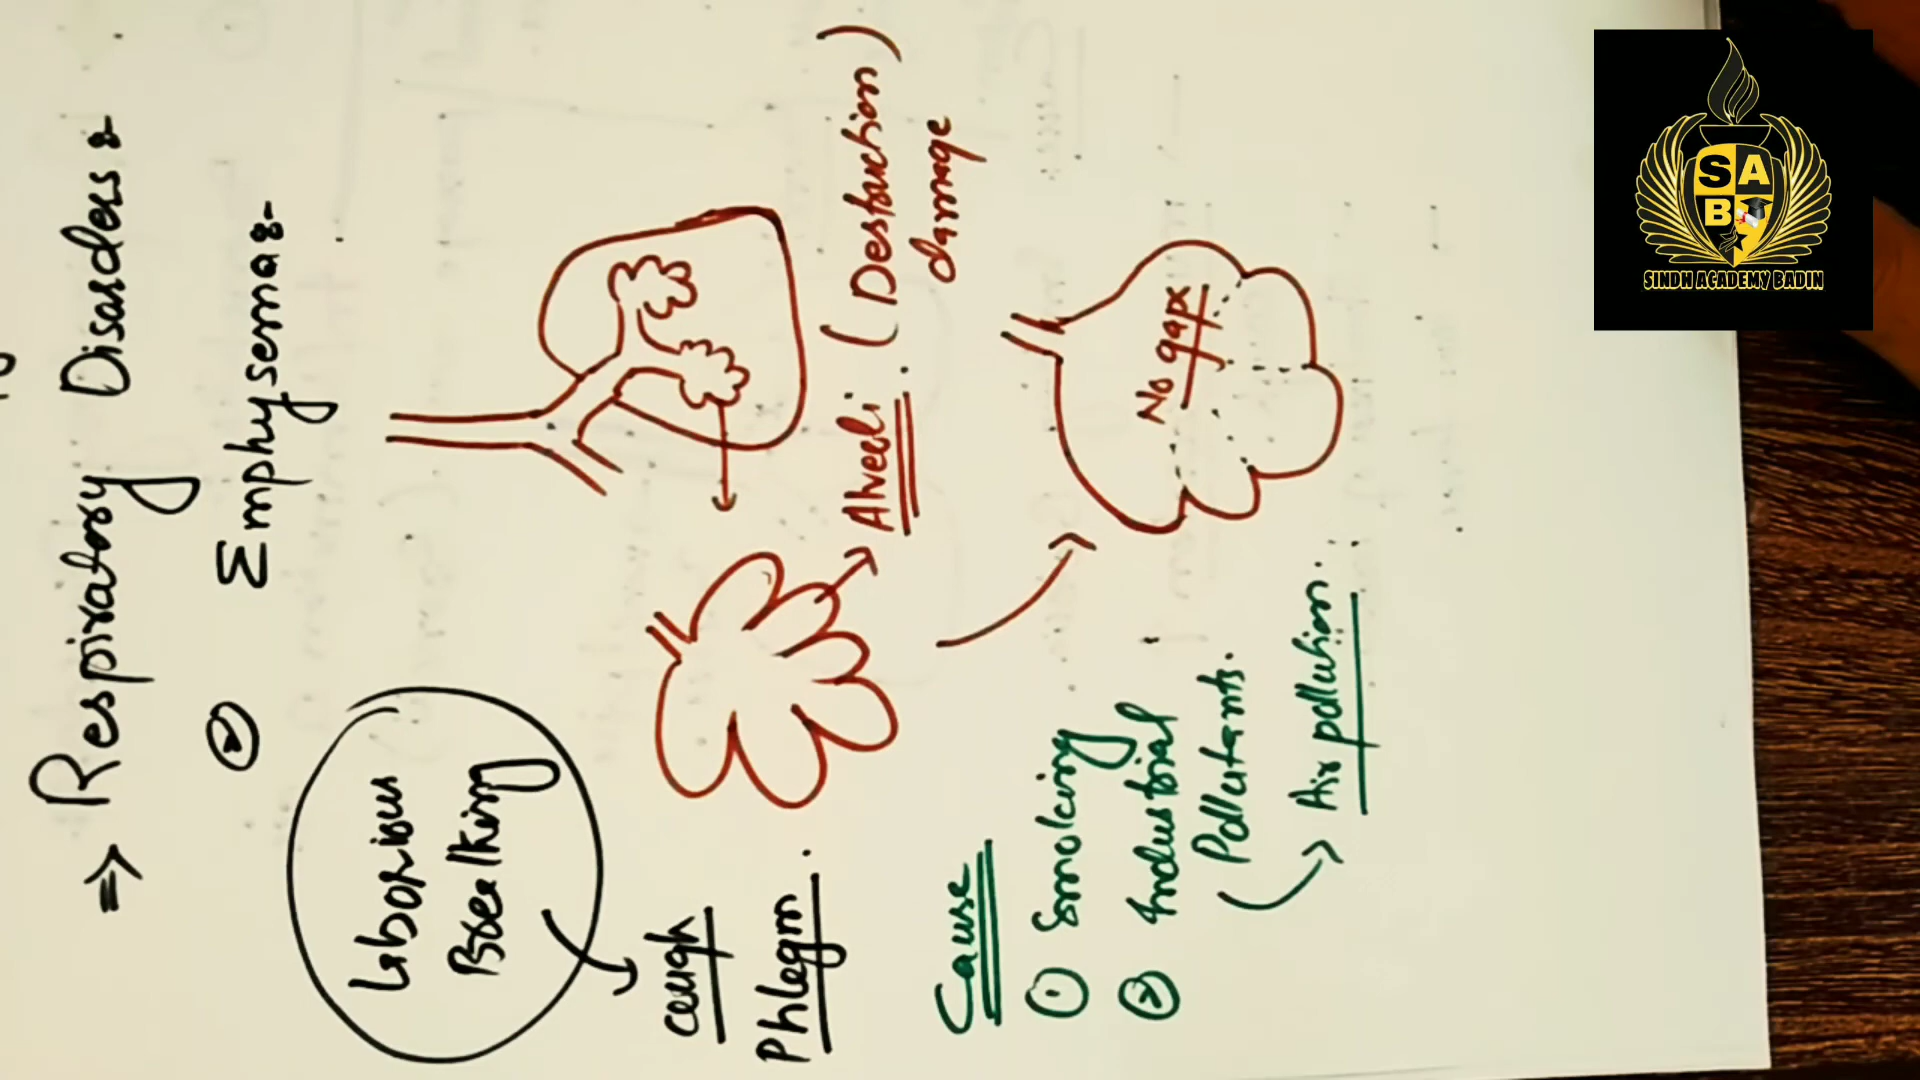 ⇒ Respiratory Disorders :-
② Emphysema :-
Laborious
Breathing
cough
Phlegm .
Alveoli . ( Destruction )
damage
No gaps
Cause
① Smoking
② Industrial
Pollutants.
→ Air pollution.
SAB
SINDH ACADEMY BADIN